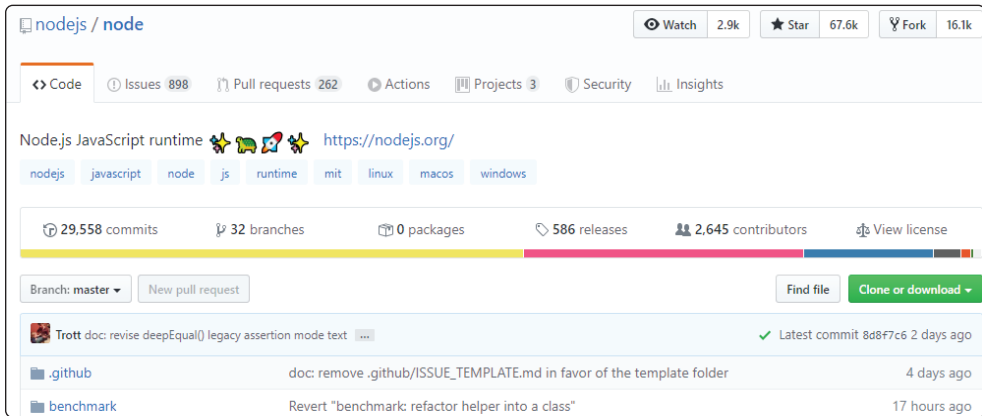 nodejs / node Watch 2.9k Star 67.6k Fork 16.1k
<> Code Issues 898 Pull requests 262 Actions Projects 3 Security Insights
Node.js JavaScript runtime ✨🐢🚀✨ https://nodejs.org/
nodejs javascript node js runtime mit linux macos windows
29,558 commits 32 branches 0 packages 586 releases 2,645 contributors View license
Branch: master New pull request Find file Clone or download
Trott doc: revise deepEqual() legacy assertion mode text ... Latest commit 8d8f7c6 2 days ago
.github doc: remove .github/ISSUE_TEMPLATE.md in favor of the template folder 4 days ago
benchmark Revert "benchmark: refactor helper into a class" 17 hours ago